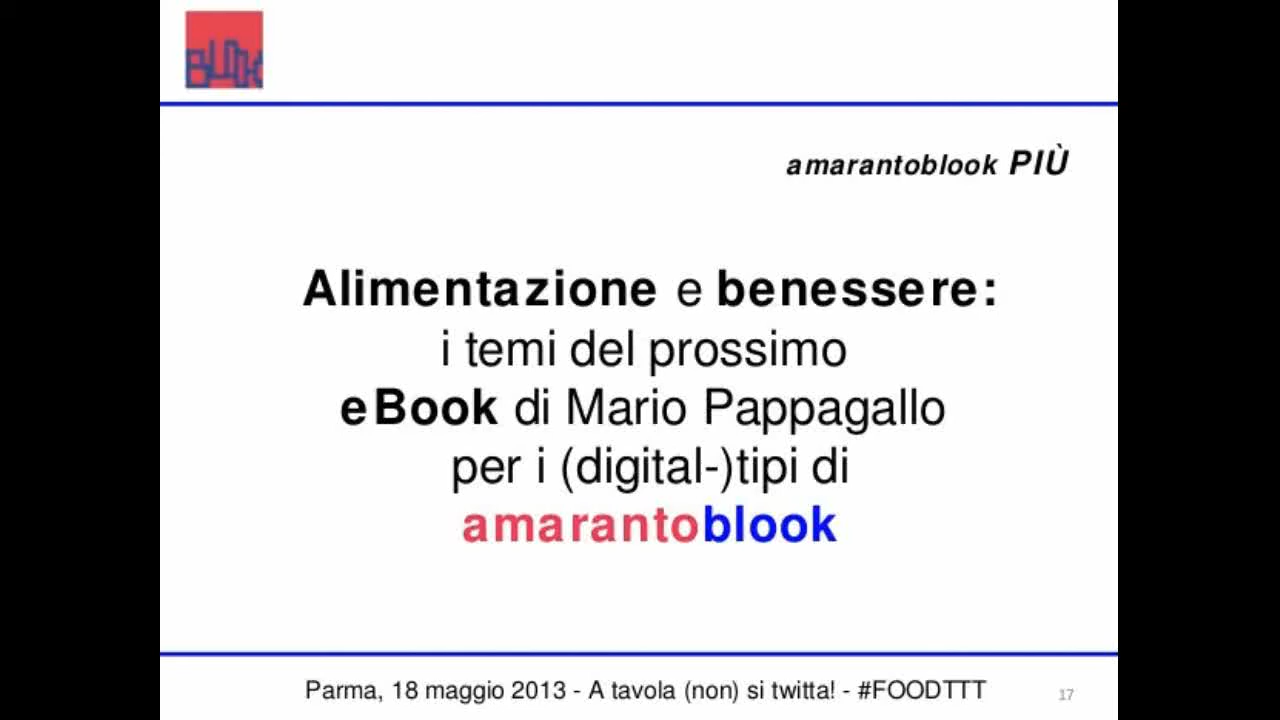 BLOOK
amarantoblook PIÙ
Alimentazione e benessere:
i temi del prossimo
eBook di Mario Pappagallo
per i (digital-)tipi di
amarantoblook
Parma, 18 maggio 2013 - A tavola (non) si twitta! - #FOODTTT
17